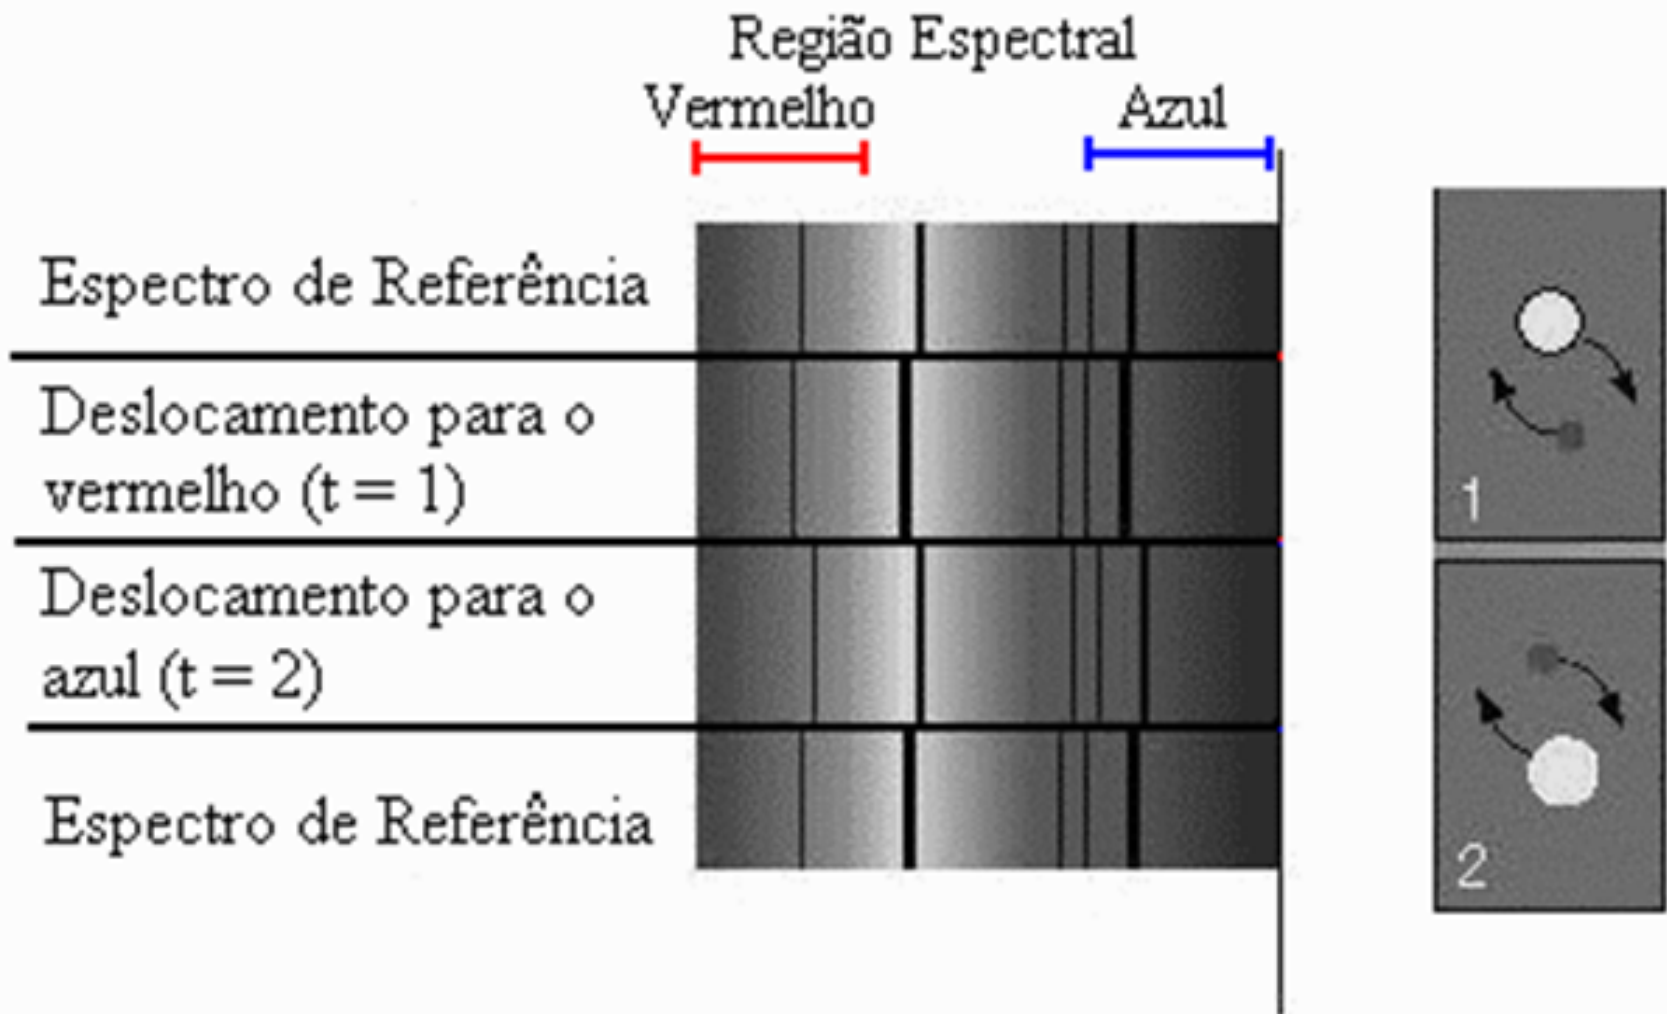 Região Espectral
Vermelho Azul
Espectro de Referência
Deslocamento para o
vermelho (t = 1)
Deslocamento para o
azul (t = 2)
Espectro de Referência
1
2